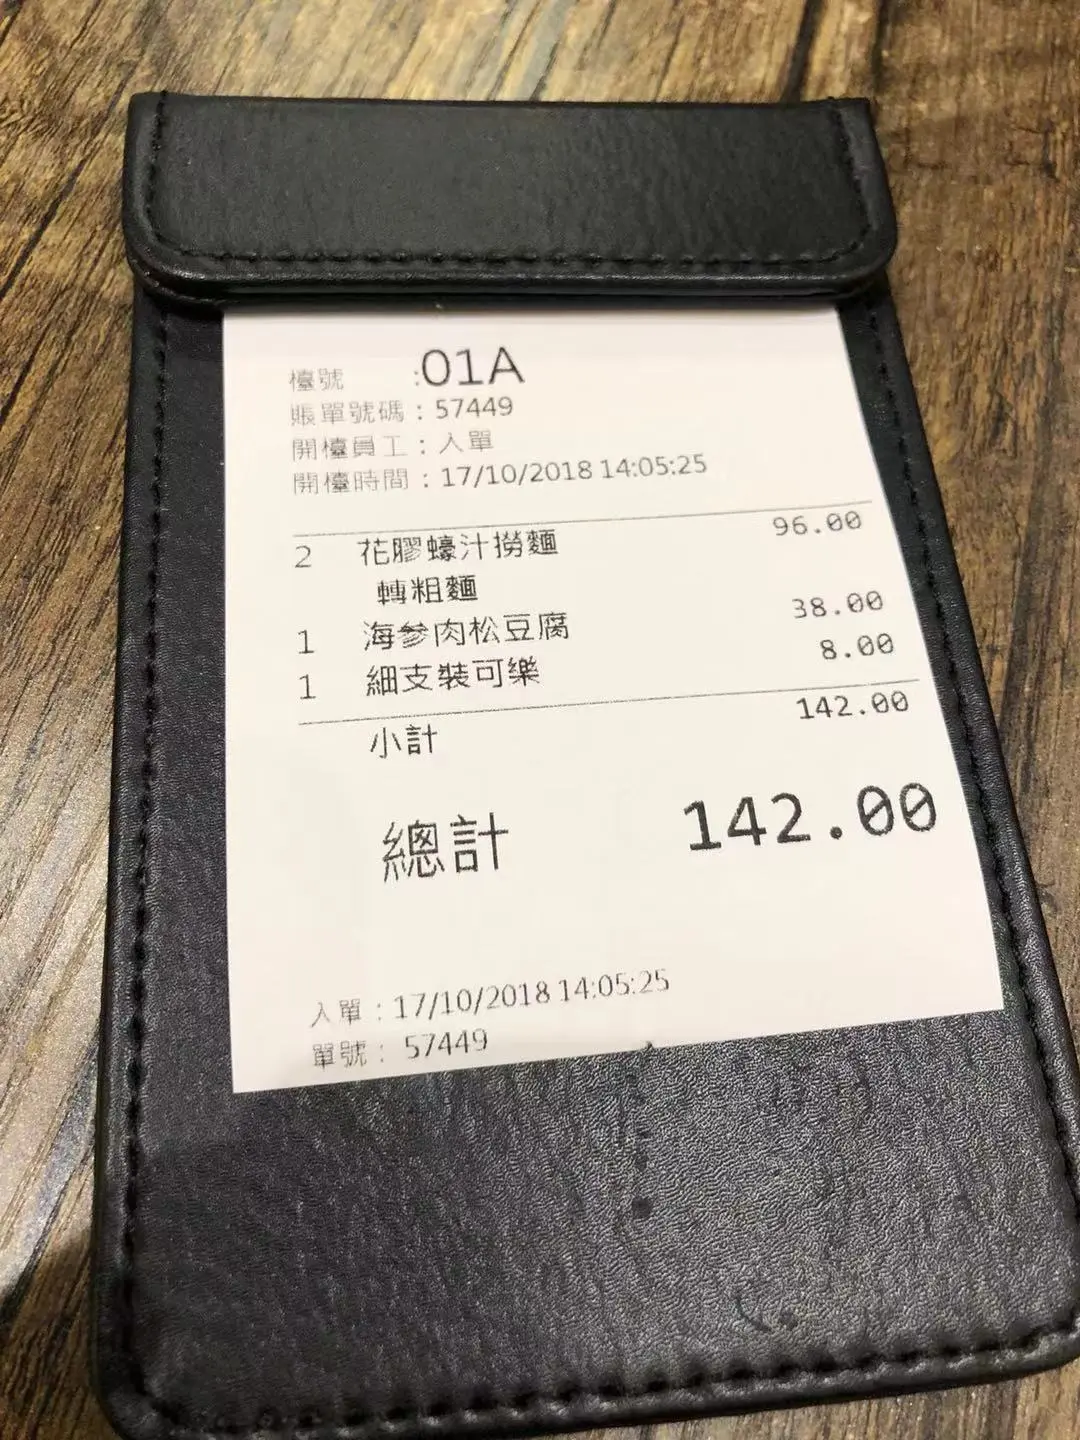 檯號 :01A
賬單號碼：57449
開檯員工：入單
開檯時間：17/10/2018 14:05:25
2 花膠蠔汁撈麵 96.00
轉粗麵
1 海參肉松豆腐 38.00
1 細支裝可樂 8.00
小計 142.00
總計 142.00
入單：17/10/2018 14:05:25
單號：57449